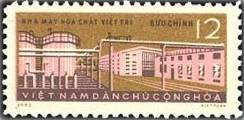 NHÀ MÁY HÓA CHẤT VIỆT TRÌ BƯU CHÍNH 12
VIỆT NAM DÂN CHỦ CỘNG HÒA